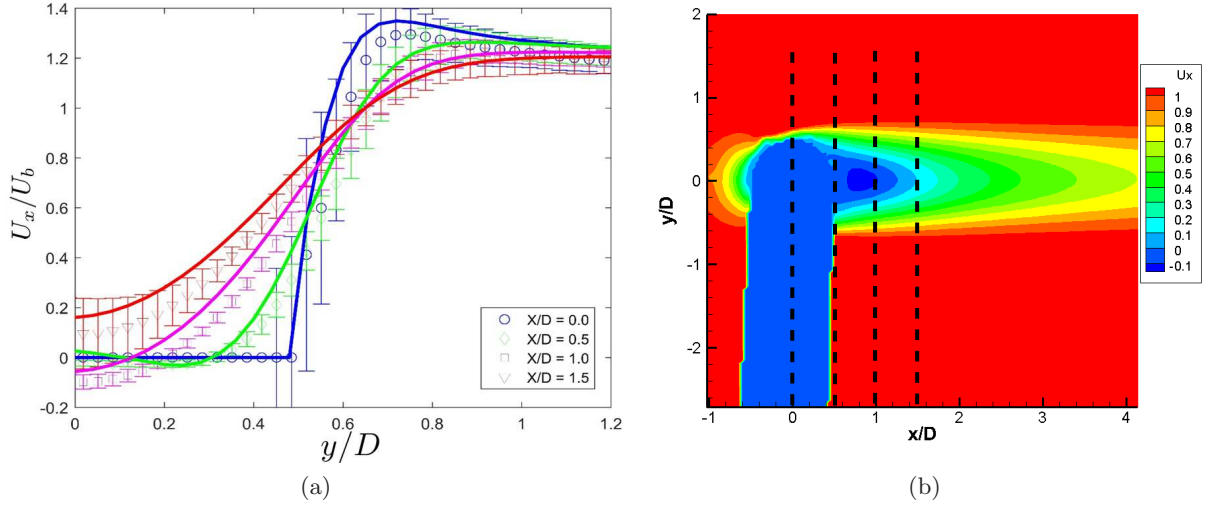 1.4
1.2
1
0.8
0.6
0.4
0.2
0
-0.2
U_x/U_b
0 0.2 0.4 0.6 0.8 1 1.2
y/D
X/D = 0.0
X/D = 0.5
X/D = 1.0
X/D = 1.5
(a)
2
1
0
-1
-2
y/D
-1 0 1 2 3 4
x/D
Ux
1
0.9
0.8
0.7
0.6
0.5
0.4
0.3
0.2
0.1
0
-0.1
(b)